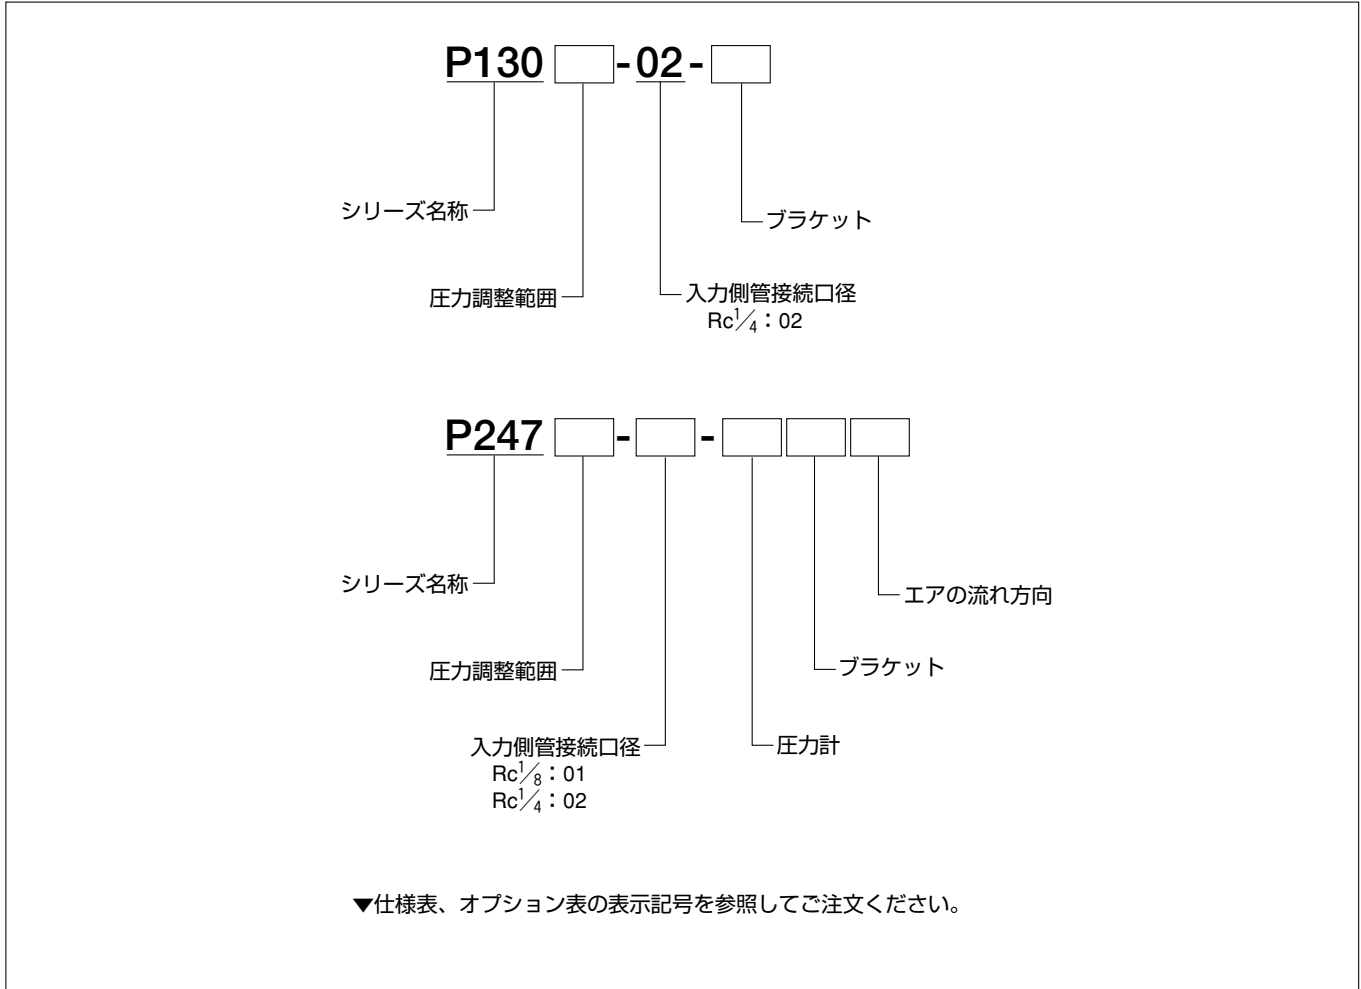 P130 -02-
シリーズ名称
ブラケット
圧力調整範囲
入力側管接続口径
Rc1/4：02
P247 - -
シリーズ名称
エアの流れ方向
圧力調整範囲
ブラケット
入力側管接続口径
Rc1/8：01
Rc1/4：02
圧力計
▼仕様表、オプション表の表示記号を参照してご注文ください。